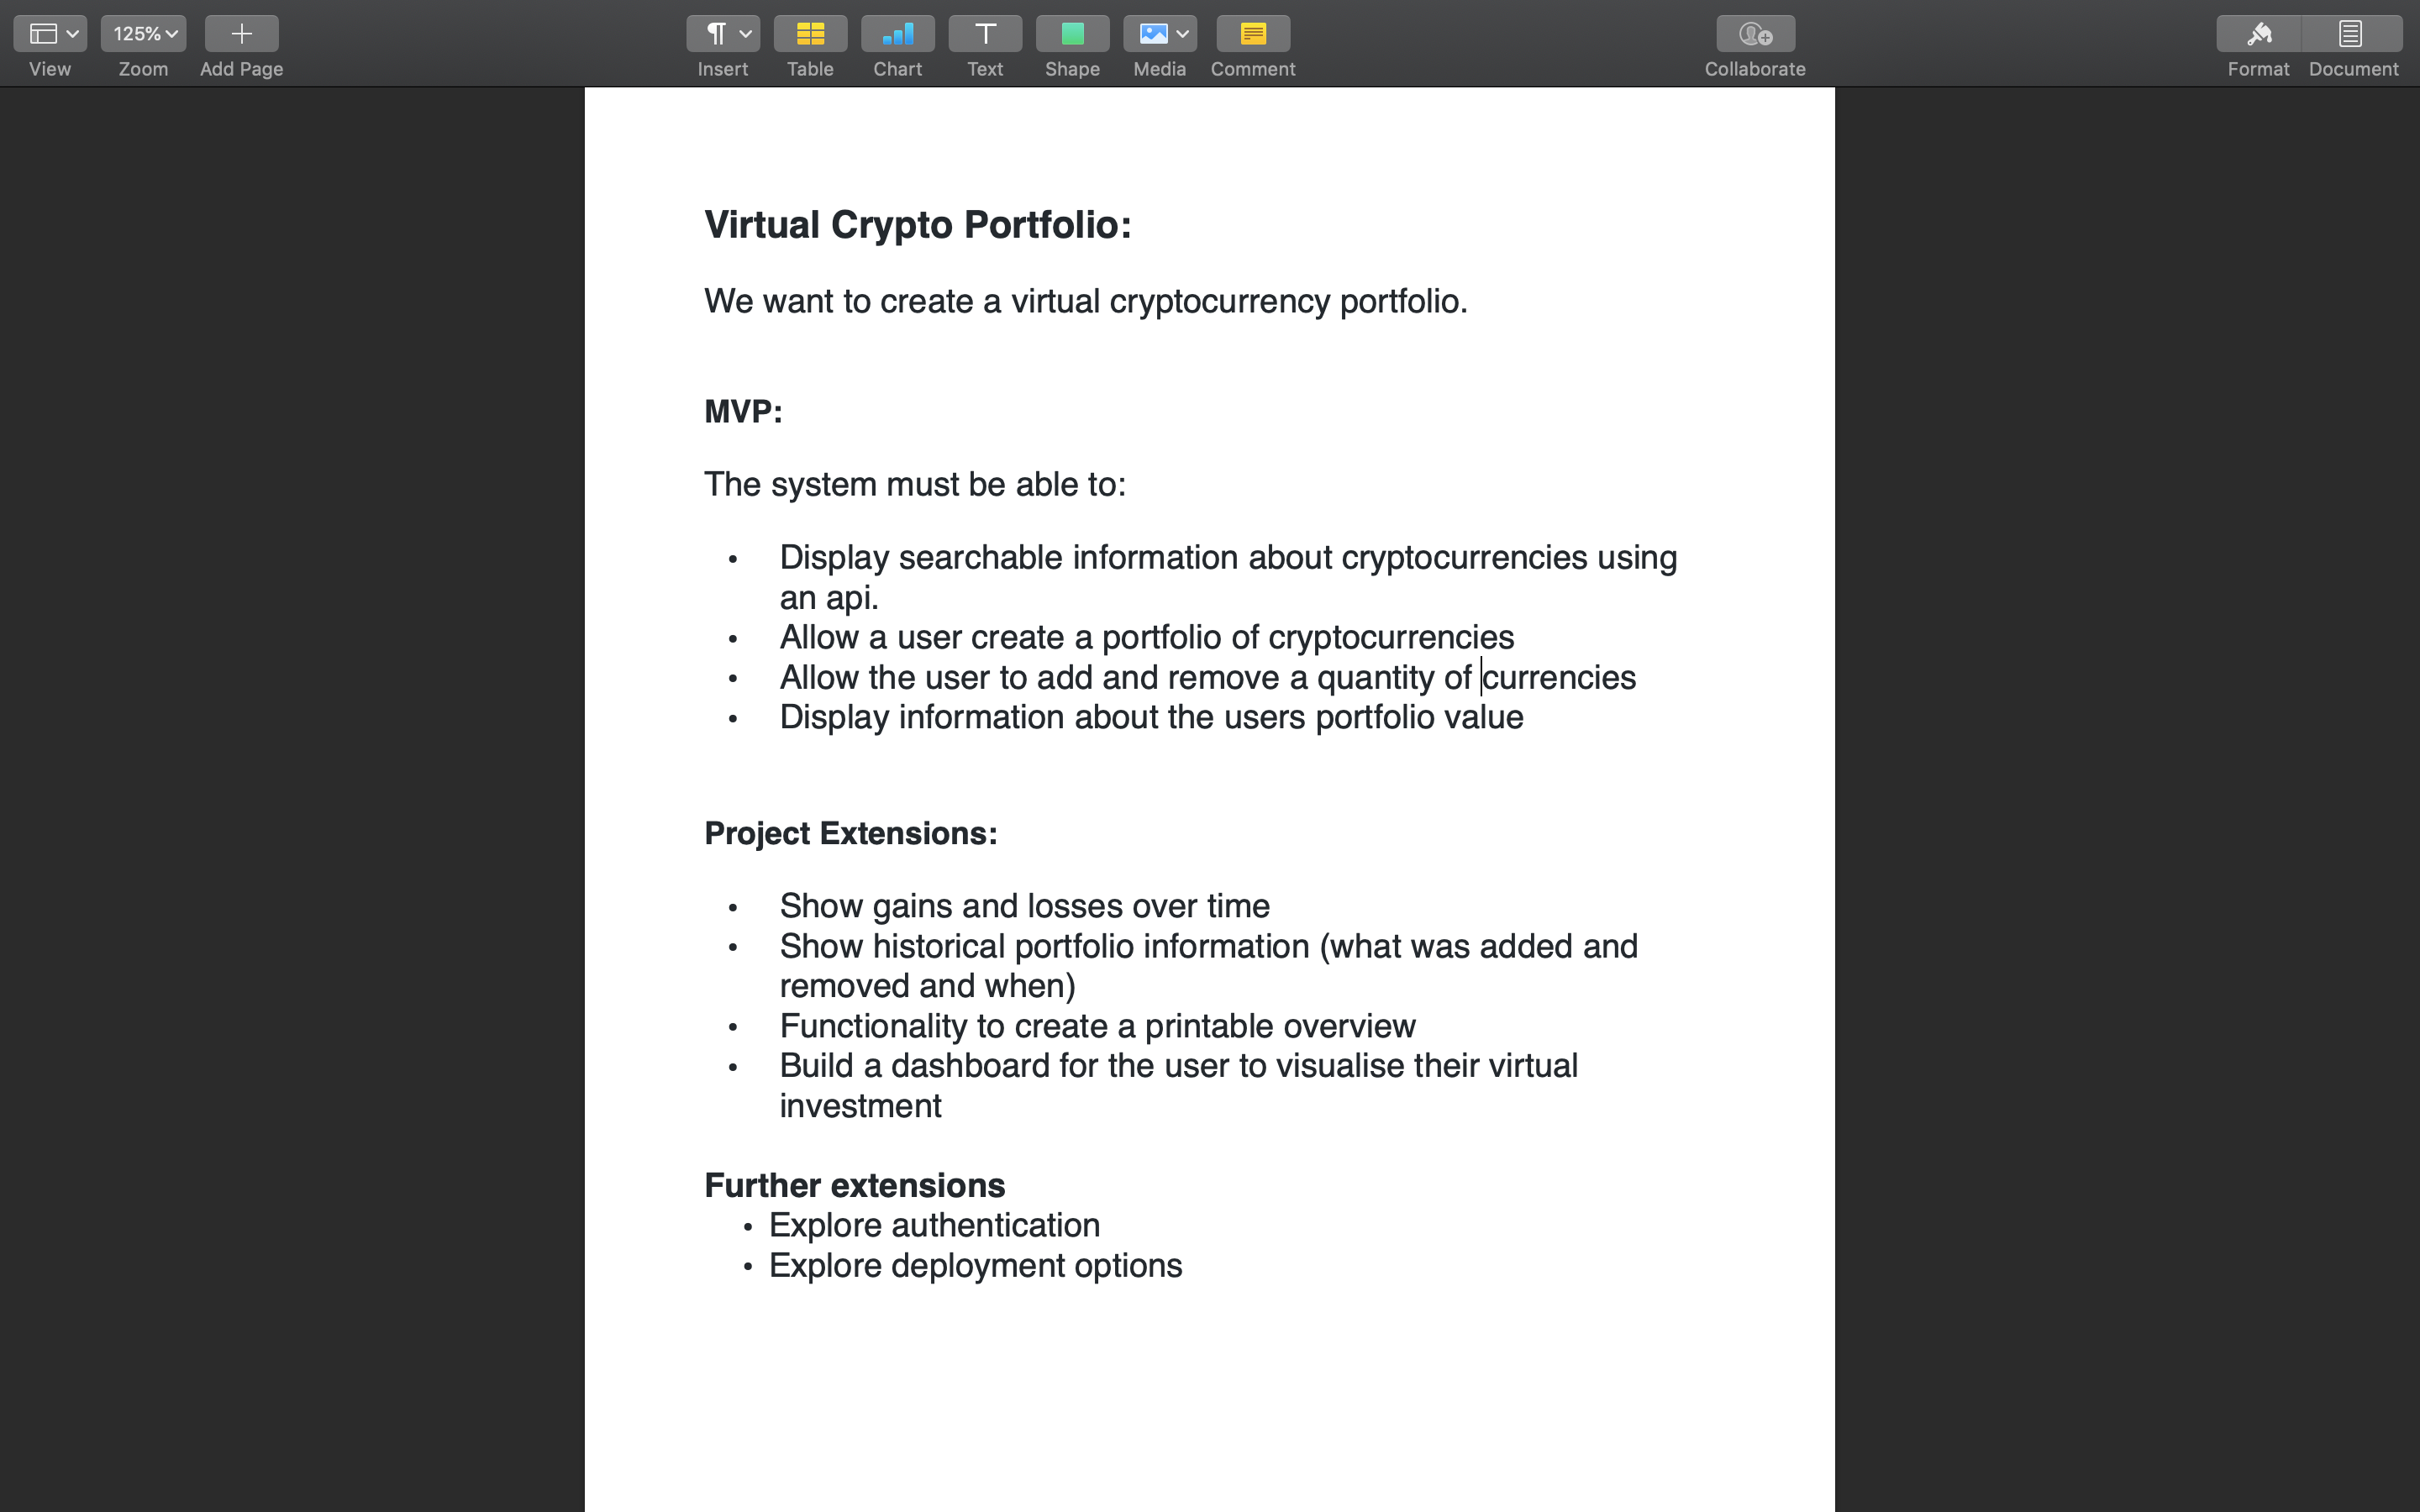 125%
View
Zoom
Add Page
Insert
Table
Chart
Text
Shape
Media
Comment
Collaborate
Format
Document
Virtual Crypto Portfolio:
We want to create a virtual cryptocurrency portfolio.
MVP:
The system must be able to:
• Display searchable information about cryptocurrencies using
an api.
• Allow a user create a portfolio of cryptocurrencies
• Allow the user to add and remove a quantity of currencies
• Display information about the users portfolio value
Project Extensions:
• Show gains and losses over time
• Show historical portfolio information (what was added and
removed and when)
• Functionality to create a printable overview
• Build a dashboard for the user to visualise their virtual
investment
Further extensions
• Explore authentication
• Explore deployment options